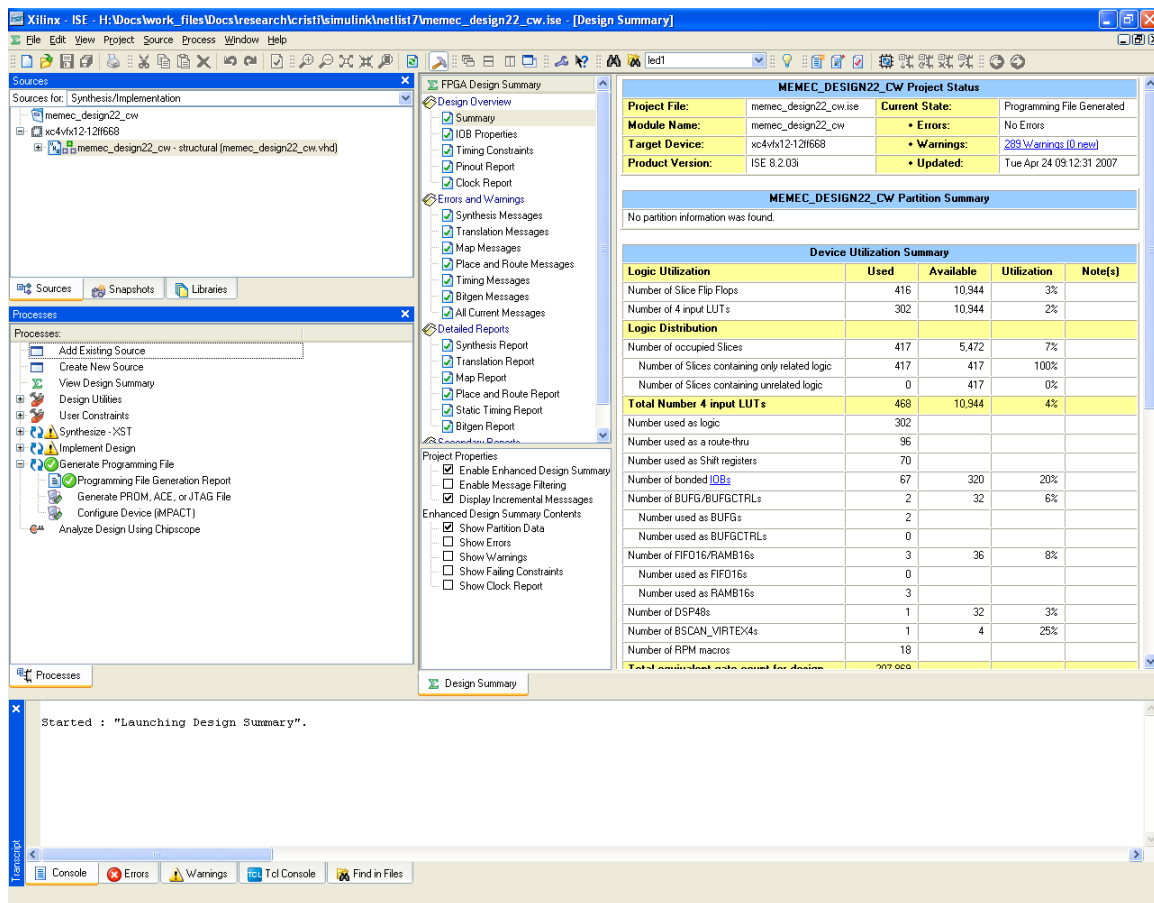 Xilinx - ISE - H:\Docs\work_files\Docs\research\cristi\simulink\netlist7\memec_design22_cw.ise - [Design Summary]
File Edit View Project Source Process Window Help
led1
Sources
Sources for: Synthesis/Implementation
memec_design22_cw
xc4vfx12-12ff668
memec_design22_cw - structural (memec_design22_cw.vhd)
Sources Snapshots Libraries
Processes
Processes:
Add Existing Source
Create New Source
View Design Summary
Design Utilities
User Constraints
Synthesize - XST
Implement Design
Generate Programming File
Programming File Generation Report
Generate PROM, ACE, or JTAG File
Configure Device (iMPACT)
Analyze Design Using Chipscope
Processes
FPGA Design Summary
Design Overview
Summary
IOB Properties
Timing Constraints
Pinout Report
Clock Report
Errors and Warnings
Synthesis Messages
Translation Messages
Map Messages
Place and Route Messages
Timing Messages
Bitgen Messages
All Current Messages
Detailed Reports
Synthesis Report
Translation Report
Map Report
Place and Route Report
Static Timing Report
Bitgen Report
Secondary Reports
Project Properties
Enable Enhanced Design Summary
Enable Message Filtering
Display Incremental Messsages
Enhanced Design Summary Contents
Show Partition Data
Show Errors
Show Warnings
Show Failing Constraints
Show Clock Report
Design Summary
MEMEC_DESIGN22_CW Project Status
Project File: memec_design22_cw.ise Current State: Programming File Generated
Module Name: memec_design22_cw • Errors: No Errors
Target Device: xc4vfx12-12ff668 • Warnings: 289 Warnings (0 new)
Product Version: ISE 8.2.03i • Updated: Tue Apr 24 09:12:31 2007
MEMEC_DESIGN22_CW Partition Summary
No partition information was found.
Device Utilization Summary
Logic Utilization Used Available Utilization Note(s)
Number of Slice Flip Flops 416 10,944 3%
Number of 4 input LUTs 302 10,944 2%
Logic Distribution
Number of occupied Slices 417 5,472 7%
Number of Slices containing only related logic 417 417 100%
Number of Slices containing unrelated logic 0 417 0%
Total Number 4 input LUTs 468 10,944 4%
Number used as logic 302
Number used as a route-thru 96
Number used as Shift registers 70
Number of bonded IOBs 67 320 20%
Number of BUFG/BUFGCTRLs 2 32 6%
Number used as BUFGs 2
Number used as BUFGCTRLs 0
Number of FIFO16/RAMB16s 3 36 8%
Number used as FIFO16s 0
Number used as RAMB16s 3
Number of DSP48s 1 32 3%
Number of BSCAN_VIRTEX4s 1 4 25%
Number of RPM macros 18
Total equivalent gate count for design 207,869
Started : "Launching Design Summary".
Transcript
Console Errors Warnings Tcl Console Find in Files